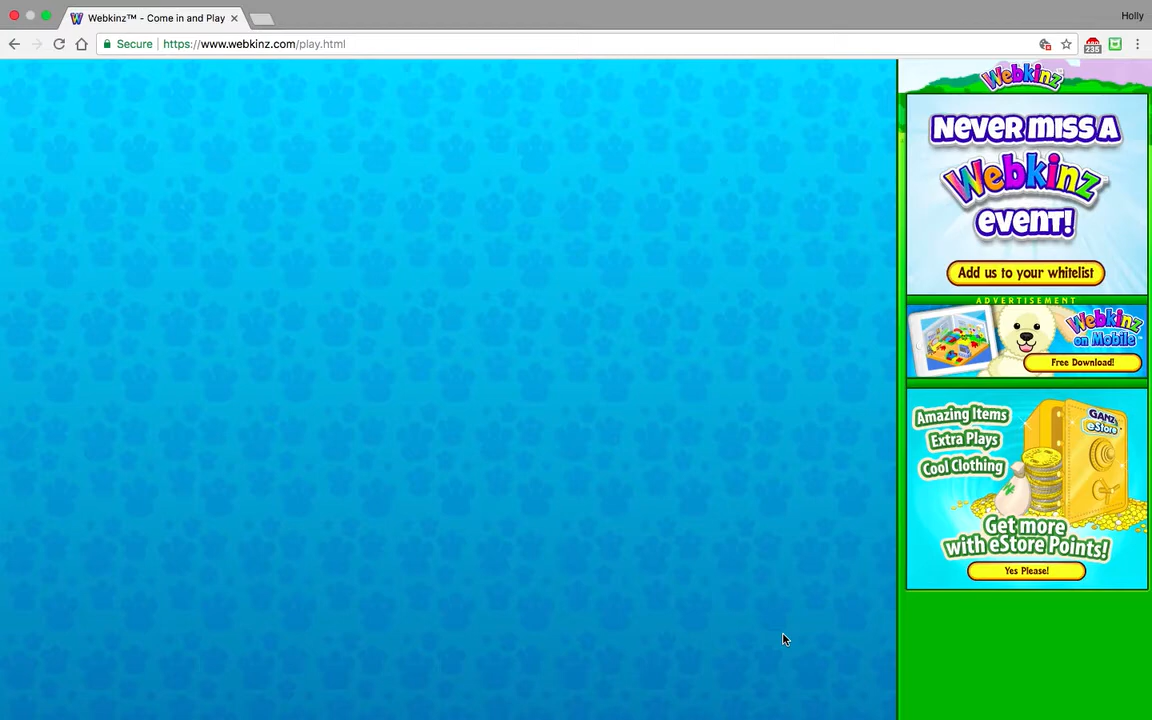 Webkinz™ - Come in and Play
Holly
Secure
https://www.webkinz.com/play.html
235
Webkinz
NEVER MISS A
Webkinz
EVENT!
Add us to your whitelist
ADVERTISEMENT
Webkinz
on Mobile
Free Download!
Amazing Items
Extra Plays
Cool Clothing
GANZ
eStore
Get more
with eStore Points!
Yes Please!